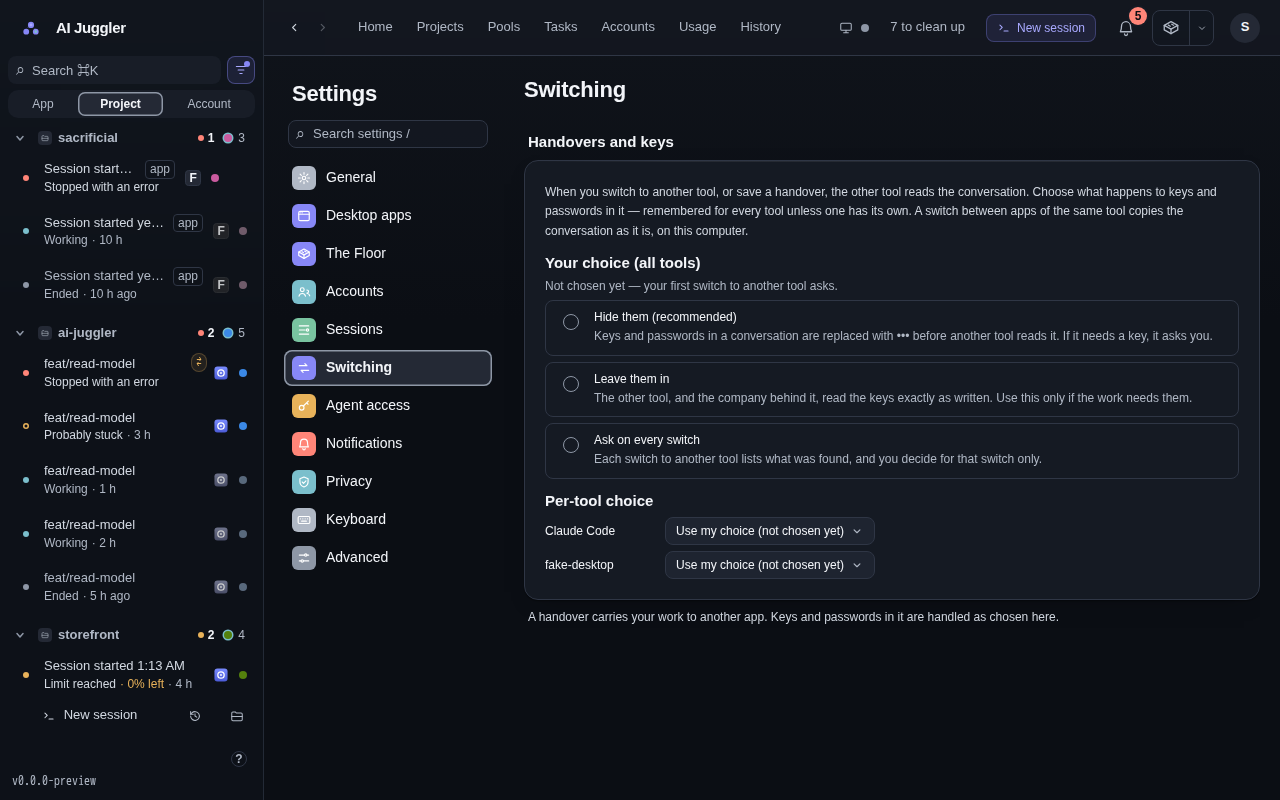 AI Juggler
Search ⌘K
App Project Account
sacrificial 1 3
Session start… app
Stopped with an error
F
Session started ye… app
Working · 10 h
F
Session started ye… app
Ended · 10 h ago
F
ai-juggler 2 5
feat/read-model
Stopped with an error
feat/read-model
Probably stuck · 3 h
feat/read-model
Working · 1 h
feat/read-model
Working · 2 h
feat/read-model
Ended · 5 h ago
storefront 2 4
Session started 1:13 AM
Limit reached · 0% left · 4 h
New session
?
v0.0.0-preview
Home Projects Pools Tasks Accounts Usage History
7 to clean up
New session
5
S
Settings
Search settings /
General
Desktop apps
The Floor
Accounts
Sessions
Switching
Agent access
Notifications
Privacy
Keyboard
Advanced
Switching
Handovers and keys
When you switch to another tool, or save a handover, the other tool reads the conversation. Choose what happens to keys and
passwords in it — remembered for every tool unless one has its own. A switch between apps of the same tool copies the
conversation as it is, on this computer.
Your choice (all tools)
Not chosen yet — your first switch to another tool asks.
Hide them (recommended)
Keys and passwords in a conversation are replaced with ••• before another tool reads it. If it needs a key, it asks you.
Leave them in
The other tool, and the company behind it, read the keys exactly as written. Use this only if the work needs them.
Ask on every switch
Each switch to another tool lists what was found, and you decide for that switch only.
Per-tool choice
Claude Code Use my choice (not chosen yet)
fake-desktop Use my choice (not chosen yet)
A handover carries your work to another app. Keys and passwords in it are handled as chosen here.